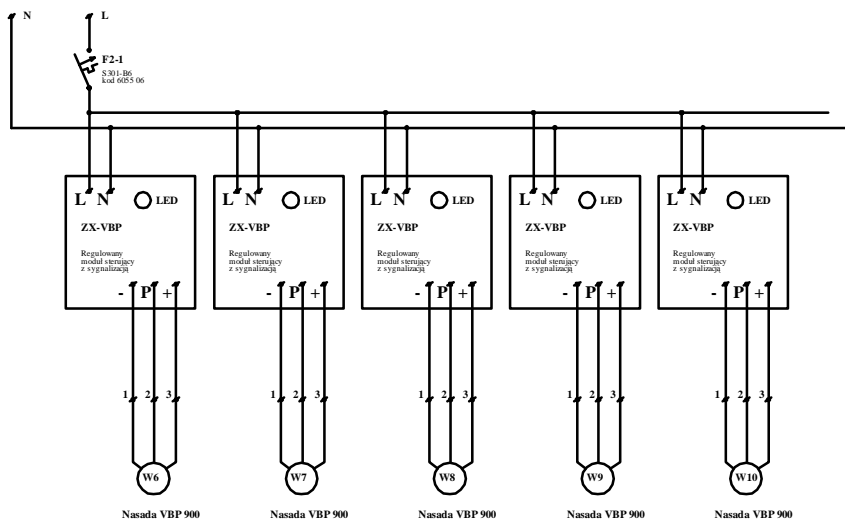 N L
F2-1
S301-B6
kod 6055 06
L N LED L N LED L N LED L N LED L N LED
ZX-VBP ZX-VBP ZX-VBP ZX-VBP ZX-VBP
Regulowany Regulowany Regulowany Regulowany Regulowany
moduł sterujący moduł sterujący moduł sterujący moduł sterujący moduł sterujący
z sygnalizacją z sygnalizacją z sygnalizacją z sygnalizacją z sygnalizacją
- P + - P + - P + - P + - P +
1 2 3 1 2 3 1 2 3 1 2 3 1 2 3
W6 W7 W8 W9 W10
Nasada VBP 900 Nasada VBP 900 Nasada VBP 900 Nasada VBP 900 Nasada VBP 900